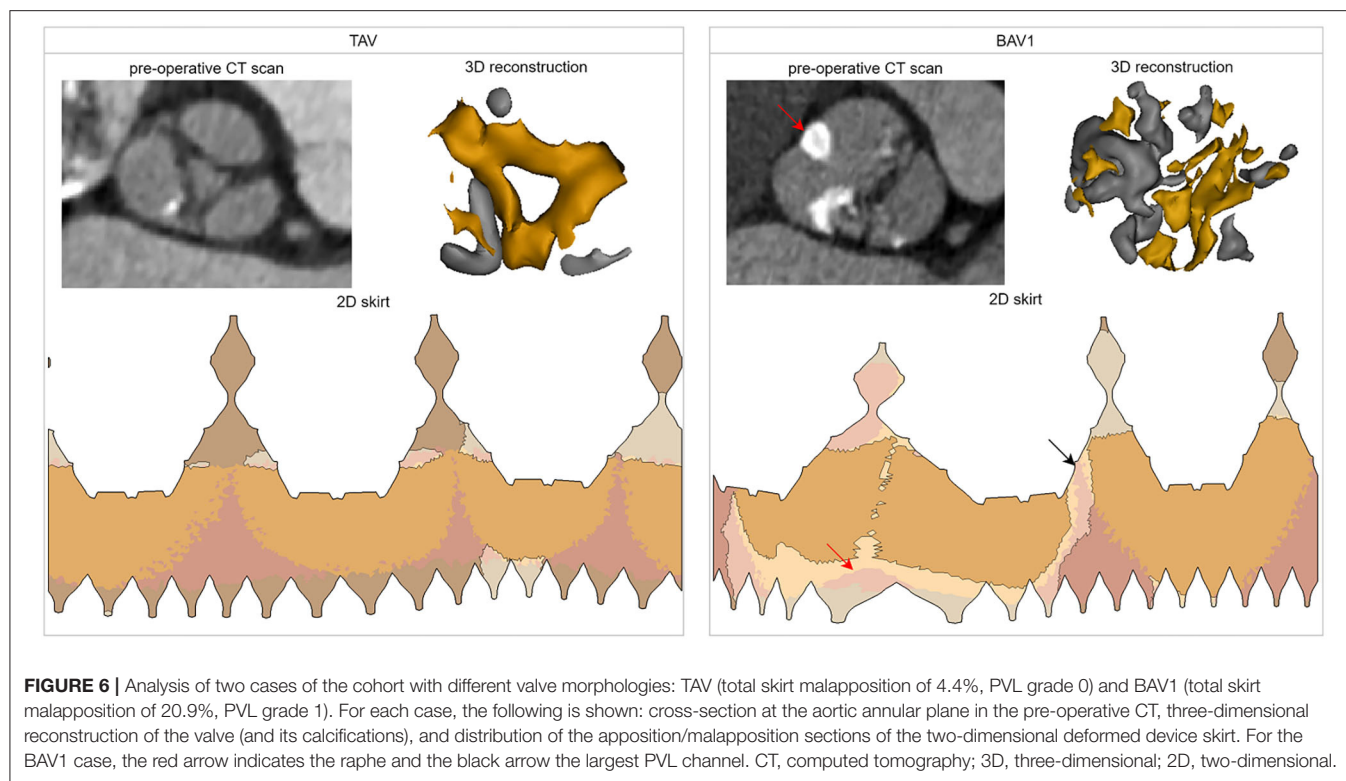 TAV
pre-operative CT scan
3D reconstruction
2D skirt
BAV1
pre-operative CT scan
3D reconstruction
2D skirt
FIGURE 6 | Analysis of two cases of the cohort with different valve morphologies: TAV (total skirt malapposition of 4.4%, PVL grade 0) and BAV1 (total skirt
malapposition of 20.9%, PVL grade 1). For each case, the following is shown: cross-section at the aortic annular plane in the pre-operative CT, three-dimensional
reconstruction of the valve (and its calcifications), and distribution of the apposition/malapposition sections of the two-dimensional deformed device skirt. For the
BAV1 case, the red arrow indicates the raphe and the black arrow the largest PVL channel. CT, computed tomography; 3D, three-dimensional; 2D, two-dimensional.